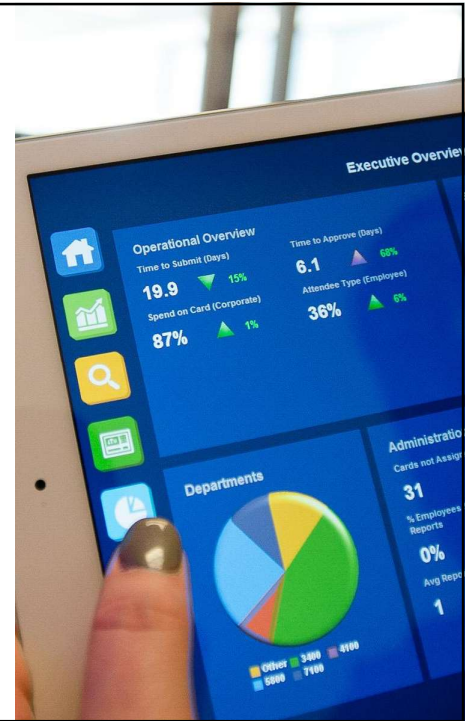 Executive Overview
Operational Overview
Time to Submit (Days)
19.9 15%
Time to Approve (Days)
6.1 68%
Spend on Card (Corporate)
87% 1%
Attendee Type (Employee)
36% 6%
Departments
Other 3400 4100
5800 7100
Administratio
Cards not Assign
31
% Employees
Reports
0%
Avg Repo
1